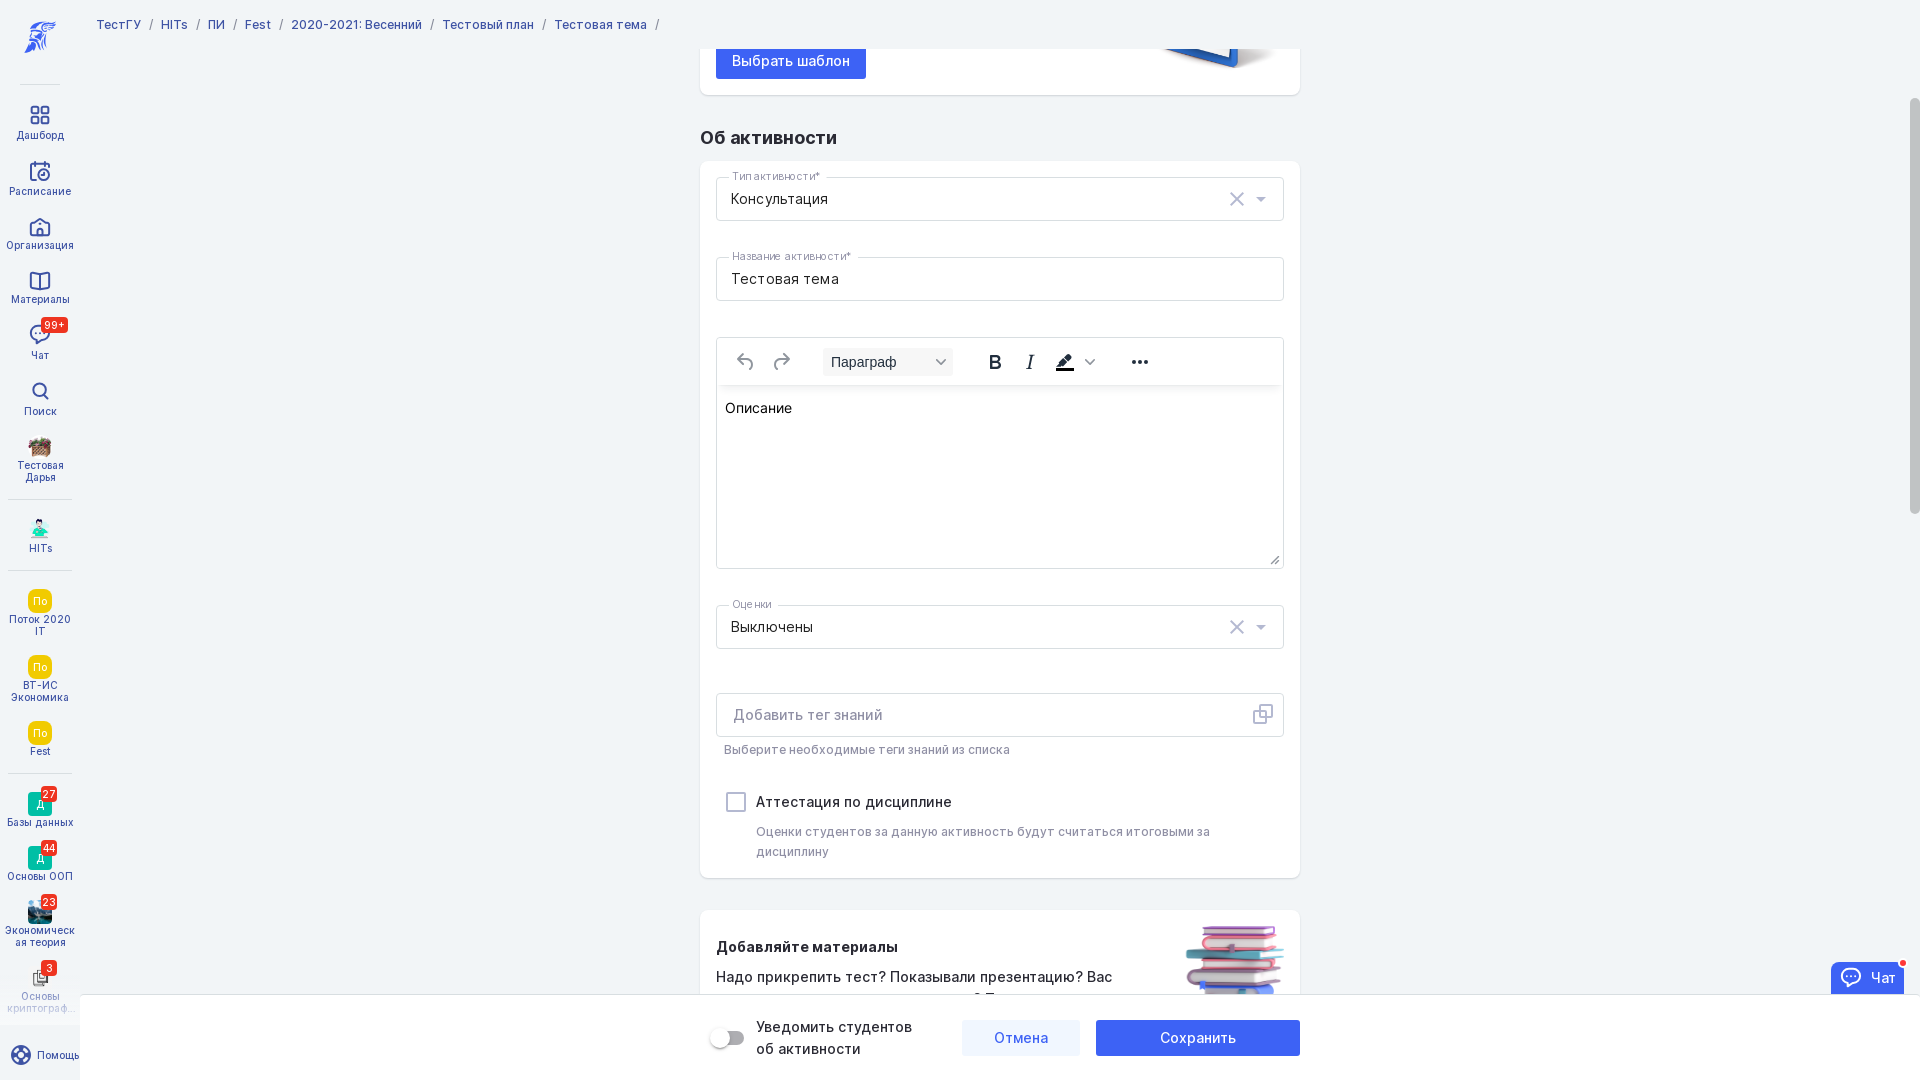 ТестГУ / HITs / ПИ / Fest / 2020-2021: Весенний / Тестовый план / Тестовая тема /
Дашборд
Расписание
Организация
Материалы
99+
Чат
Поиск
Тестовая
Дарья
HITs
По
Поток 2020
IT
По
ВТ-ИС
Экономика
По
Fest
27
Д
Базы данных
44
Д
Основы ООП
23
Экономическ
ая теория
3
Основы
криптограф...
Помощь
Выбрать шаблон
Об активности
Тип активности*
Консультация
Название активности*
Тестовая тема
Параграф
B I
Описание
Оценки
Выключены
Добавить тег знаний
Выберите необходимые теги знаний из списка
Аттестация по дисциплине
Оценки студентов за данную активность будут считаться итоговыми за
дисциплину
Добавляйте материалы
Надо прикрепить тест? Показывали презентацию? Вас
Чат
Уведомить студентов
об активности
Отмена
Сохранить